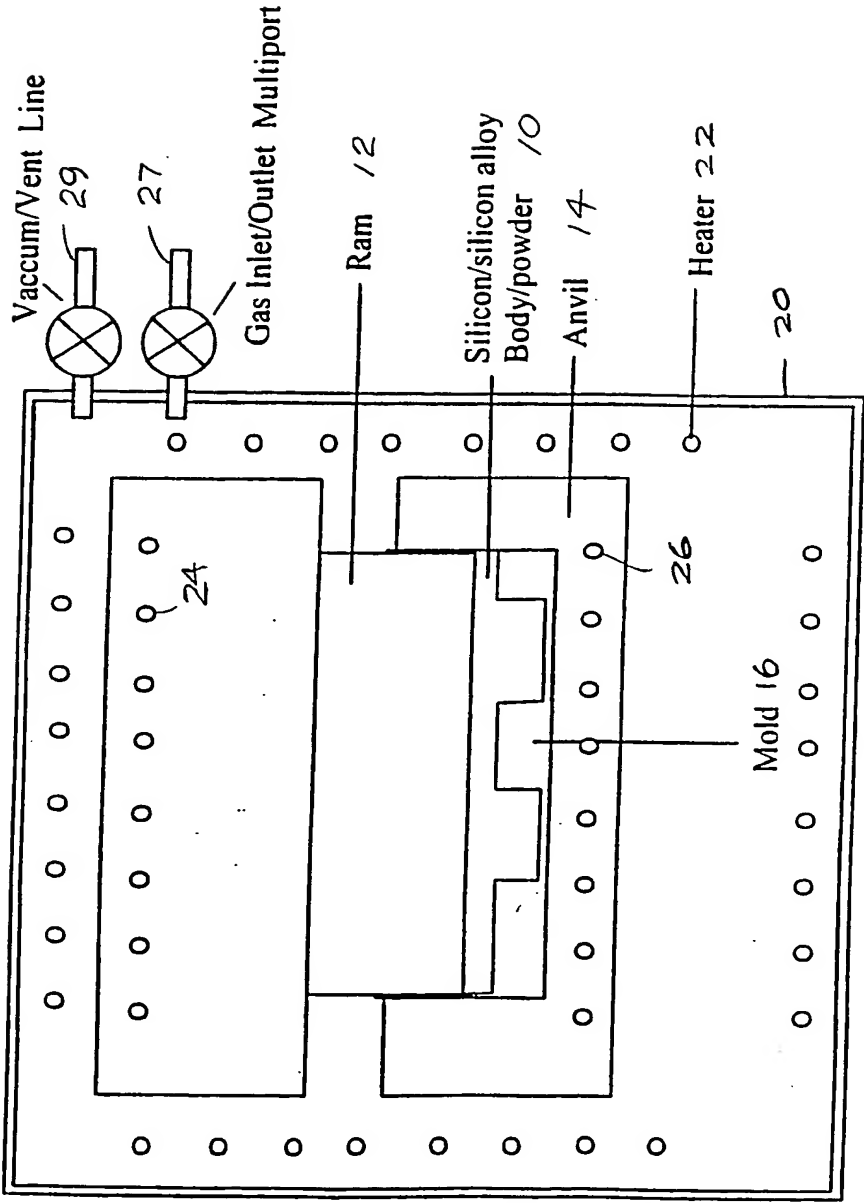 Vaccum/Vent Line
29
27
Gas Inlet/Outlet Multiport
Ram 12
Silicon/silicon alloy
Body/powder 10
Anvil 14
Heater 22
20
24
26
Mold 16